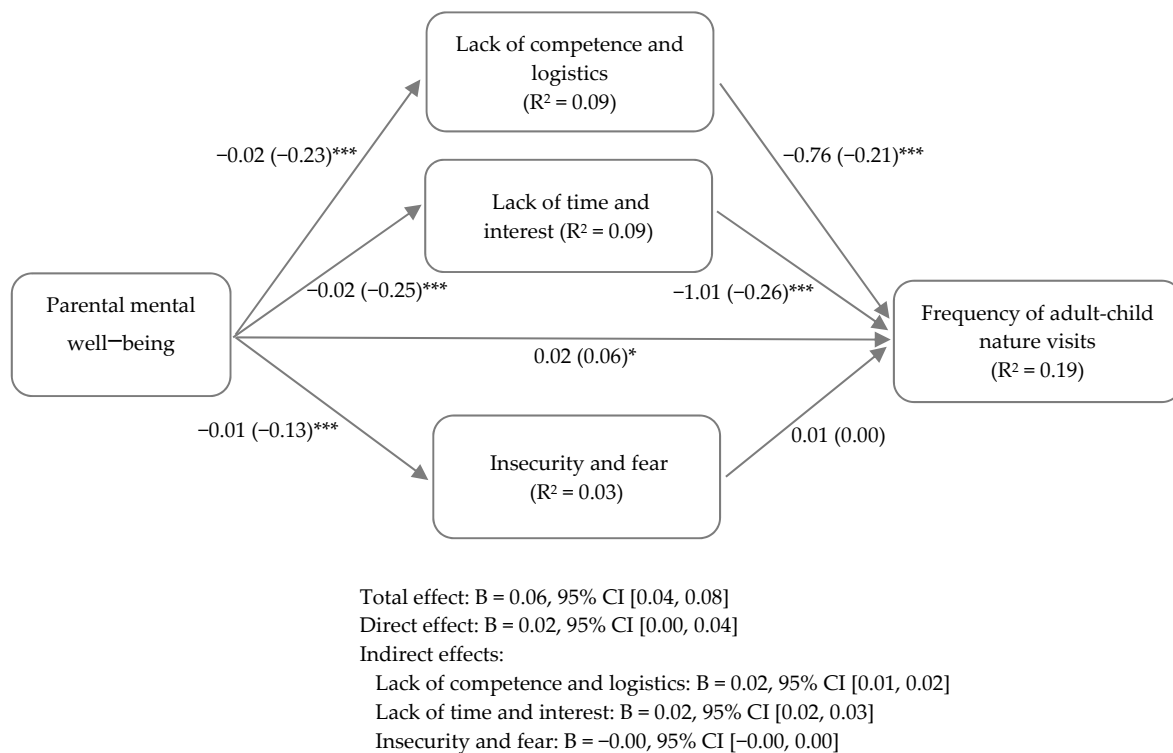 Lack of competence and
logistics
(R² = 0.09)
−0.02 (−0.23)***
−0.76 (−0.21)***
Lack of time and
interest (R² = 0.09)
−0.02 (−0.25)***
−1.01 (−0.26)***
Parental mental
well−being
Frequency of adult-child
nature visits
(R² = 0.19)
0.02 (0.06)*
−0.01 (−0.13)***
0.01 (0.00)
Insecurity and fear
(R² = 0.03)
Total effect: B = 0.06, 95% CI [0.04, 0.08]
Direct effect: B = 0.02, 95% CI [0.00, 0.04]
Indirect effects:
Lack of competence and logistics: B = 0.02, 95% CI [0.01, 0.02]
Lack of time and interest: B = 0.02, 95% CI [0.02, 0.03]
Insecurity and fear: B = −0.00, 95% CI [−0.00, 0.00]